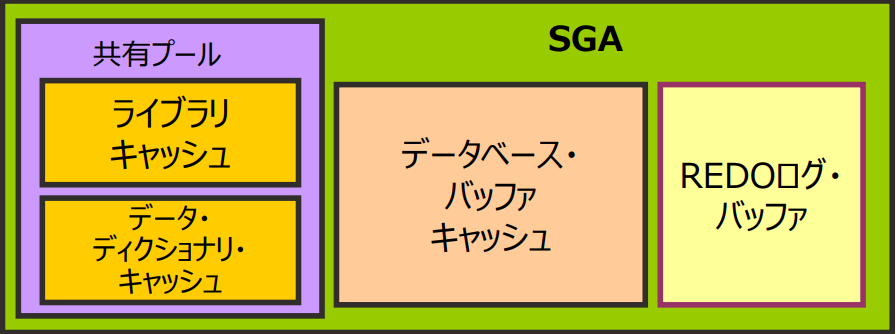 SGA
共有プール
ライブラリ
キャッシュ
データ・
ディクショナリ・
キャッシュ
データベース・
バッファ
キャッシュ
REDOログ・
バッファ